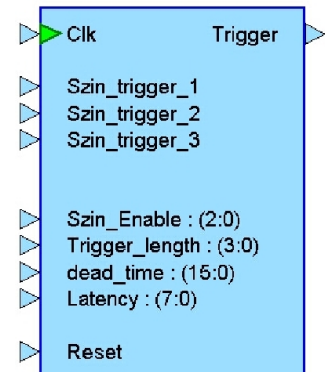 Clk Trigger
Szin_trigger_1
Szin_trigger_2
Szin_trigger_3
Szin_Enable : (2:0)
Trigger_length : (3:0)
dead_time : (15:0)
Latency : (7:0)
Reset